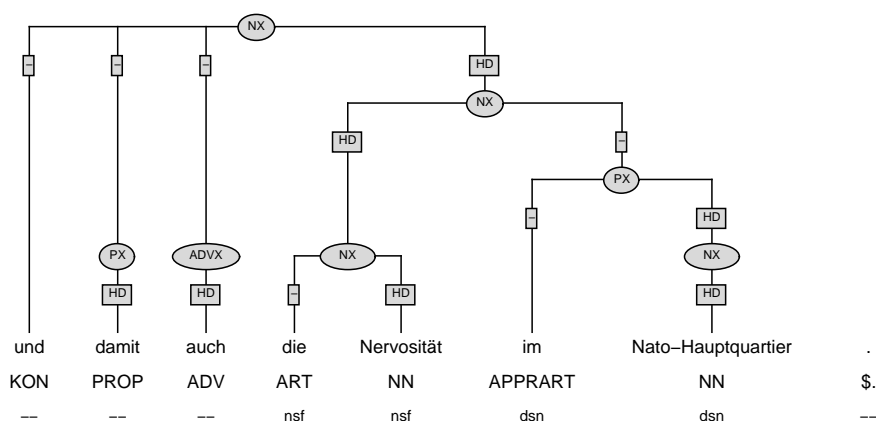 NX
– – – HD
NX
HD –
PX
– HD
PX ADVX NX NX
HD HD – HD HD
und damit auch die Nervosität im Nato−Hauptquartier .
KON PROP ADV ART NN APPRART NN $.
−− −− −− nsf nsf dsn dsn −−